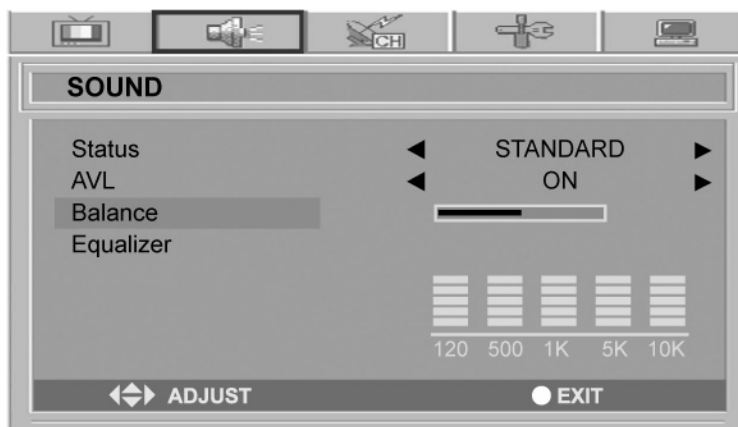 CH
SOUND
Status STANDARD
AVL ON
Balance
Equalizer
120 500 1K 5K 10K
ADJUST EXIT